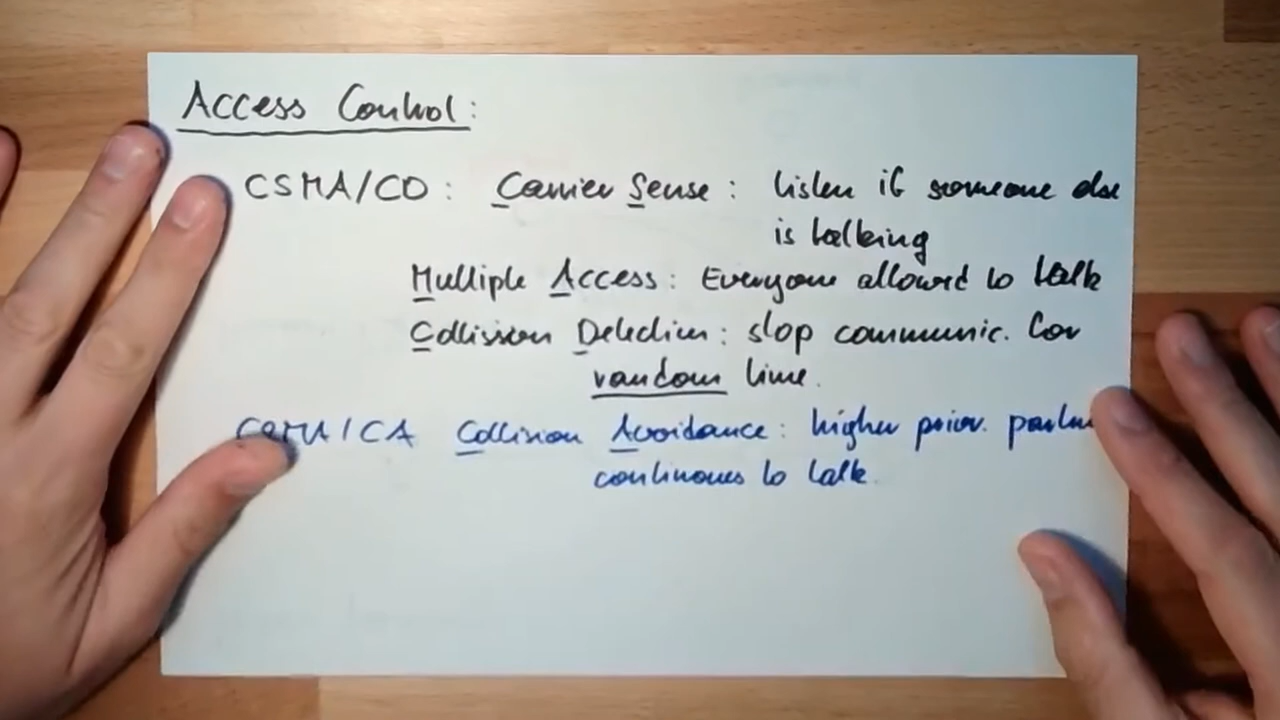 Access Control:
CSMA/CD: Carrier Sense: listen if someone else
is talking
Multiple Access: Everyone allowed to talk
Collision Detection: stop communic. for
random time.
CSMA/CA Collision Avoidance: higher prior. partner
continoues to talk.